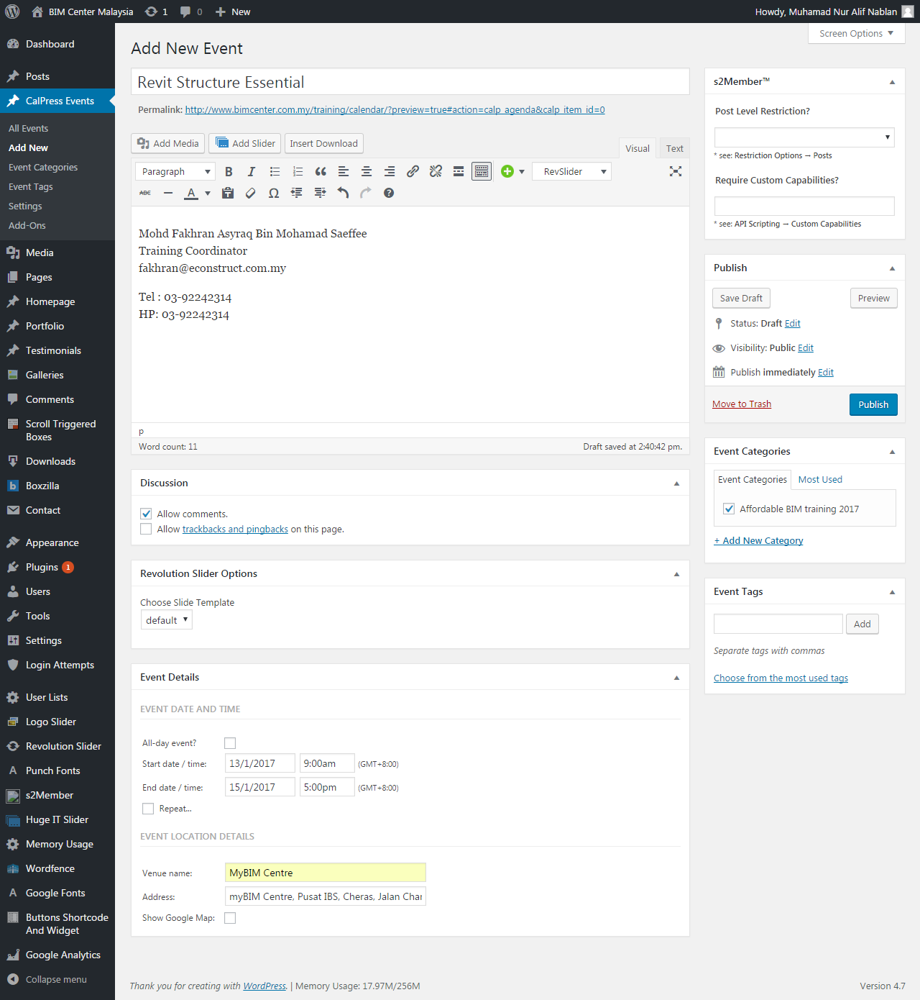 BIM Center Malaysia 1 0 New Howdy, Muhamad Nur Alif Nablan
Dashboard
Posts
CalPress Events
All Events
Add New
Event Categories
Event Tags
Settings
Add-Ons
Media
Pages
Homepage
Portfolio
Testimonials
Galleries
Comments
Scroll Triggered
Boxes
Downloads
Boxzilla
Contact
Appearance
Plugins 1
Users
Tools
Settings
Login Attempts
User Lists
Logo Slider
Revolution Slider
Punch Fonts
s2Member
Huge IT Slider
Memory Usage
Wordfence
Google Fonts
Buttons Shortcode
And Widget
Google Analytics
Collapse menu
Screen Options
Add New Event
Revit Structure Essential
Permalink: http://www.bimcenter.com.my/training/calendar/?preview=true#action=calp_agenda&calp_item_id=0
Add Media Add Slider Insert Download
Visual Text
Paragraph RevSlider
Mohd Fakhran Asyraq Bin Mohamad Saeffee
Training Coordinator
fakhran@econstruct.com.my
Tel : 03-92242314
HP: 03-92242314
p
Word count: 11 Draft saved at 2:40:42 pm.
Discussion
Allow comments.
Allow trackbacks and pingbacks on this page.
Revolution Slider Options
Choose Slide Template
default
Event Details
EVENT DATE AND TIME
All-day event?
Start date / time: 13/1/2017 9:00am (GMT+8:00)
End date / time: 15/1/2017 5:00pm (GMT+8:00)
Repeat...
EVENT LOCATION DETAILS
Venue name: MyBIM Centre
Address: myBIM Centre, Pusat IBS, Cheras, Jalan Chan
Show Google Map:
s2Member™
Post Level Restriction?
* see: Restriction Options → Posts
Require Custom Capabilities?
* see: API Scripting → Custom Capabilities
Publish
Save Draft Preview
Status: Draft Edit
Visibility: Public Edit
Publish immediately Edit
Move to Trash Publish
Event Categories
Event Categories Most Used
Affordable BIM training 2017
+ Add New Category
Event Tags
Add
Separate tags with commas
Choose from the most used tags
Thank you for creating with WordPress. | Memory Usage: 17.97M/256M Version 4.7